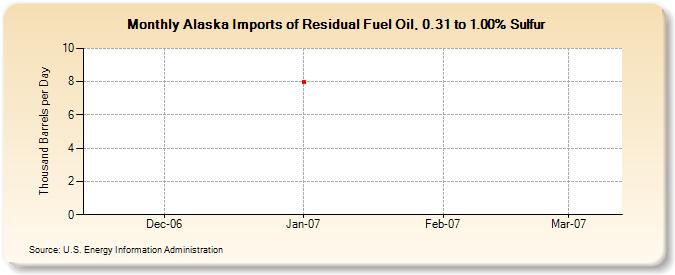 Monthly Alaska Imports of Residual Fuel Oil, 0.31 to 1.00% Sulfur
Thousand Barrels per Day
10
8
6
4
2
0
Dec-06 Jan-07 Feb-07 Mar-07
Source: U.S. Energy Information Administration